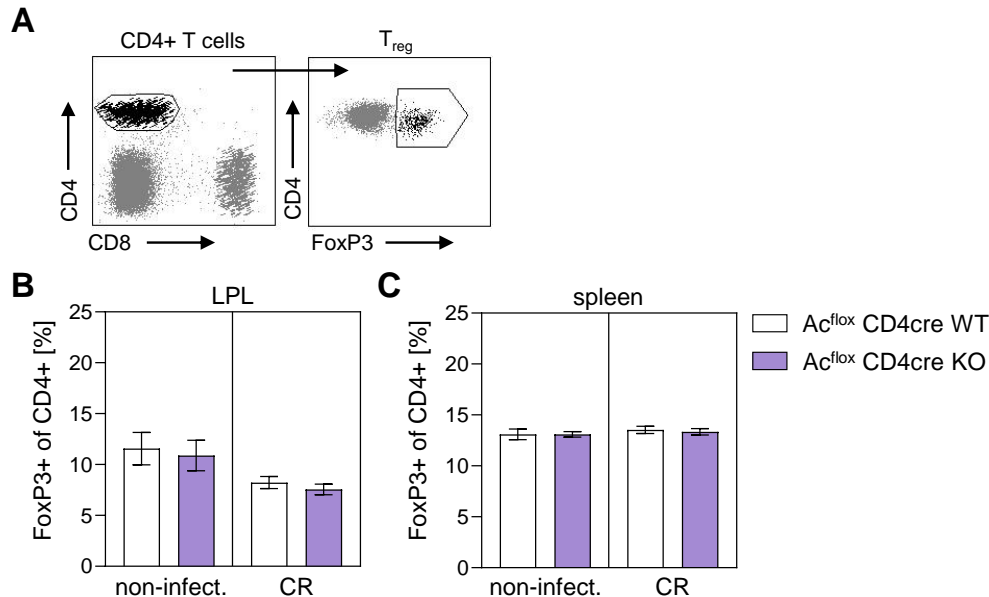 A
CD4+ T cells
Treg
CD4
CD8
CD4
FoxP3
B
LPL
FoxP3+ of CD4+ [%]
25
20
15
10
5
0
non-infect.
CR
C
spleen
FoxP3+ of CD4+ [%]
25
20
15
10
5
0
non-infect.
CR
Acflox CD4cre WT
Acflox CD4cre KO